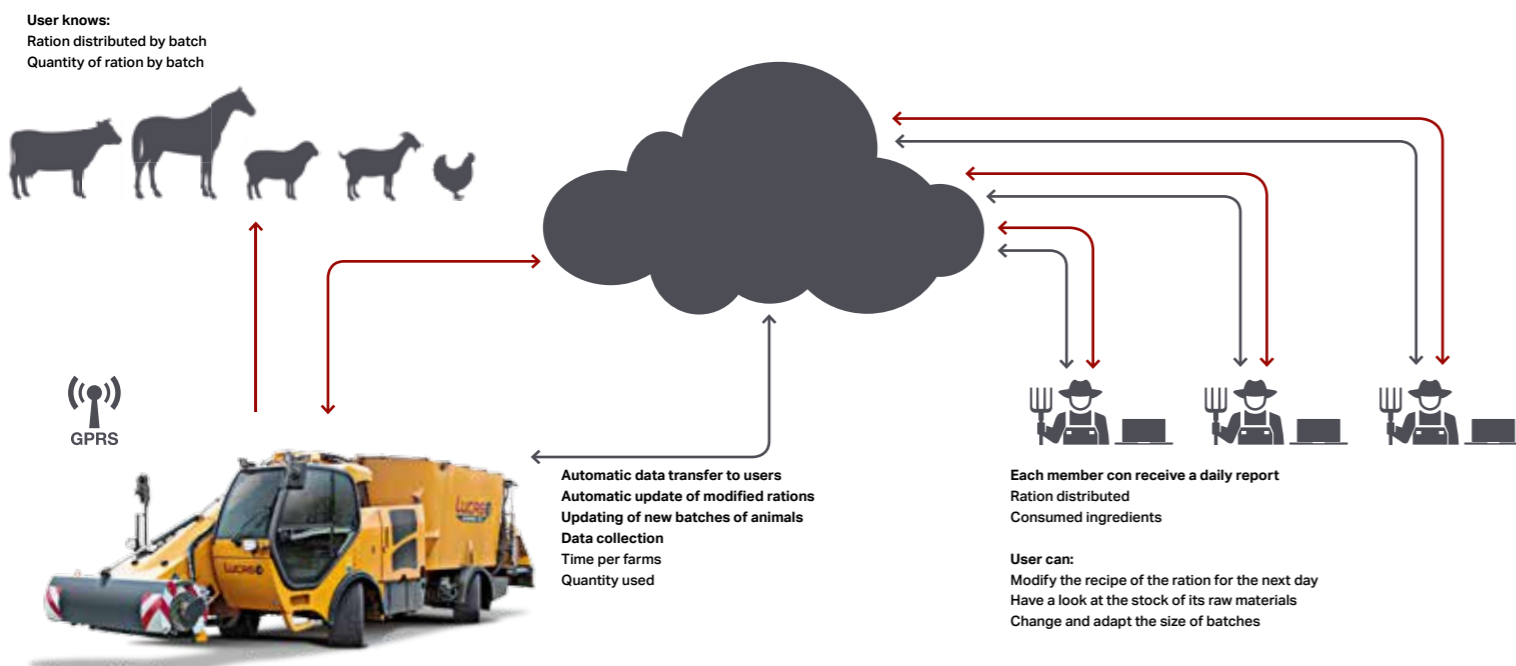 User knows:
Ration distributed by batch
Quantity of ration by batch
GPRS
LUCAS
LUCAS
Automatic data transfer to users
Automatic update of modified rations
Updating of new batches of animals
Data collection
Time per farms
Quantity used
Each member con receive a daily report
Ration distributed
Consumed ingredients
User can:
Modify the recipe of the ration for the next day
Have a look at the stock of its raw materials
Change and adapt the size of batches